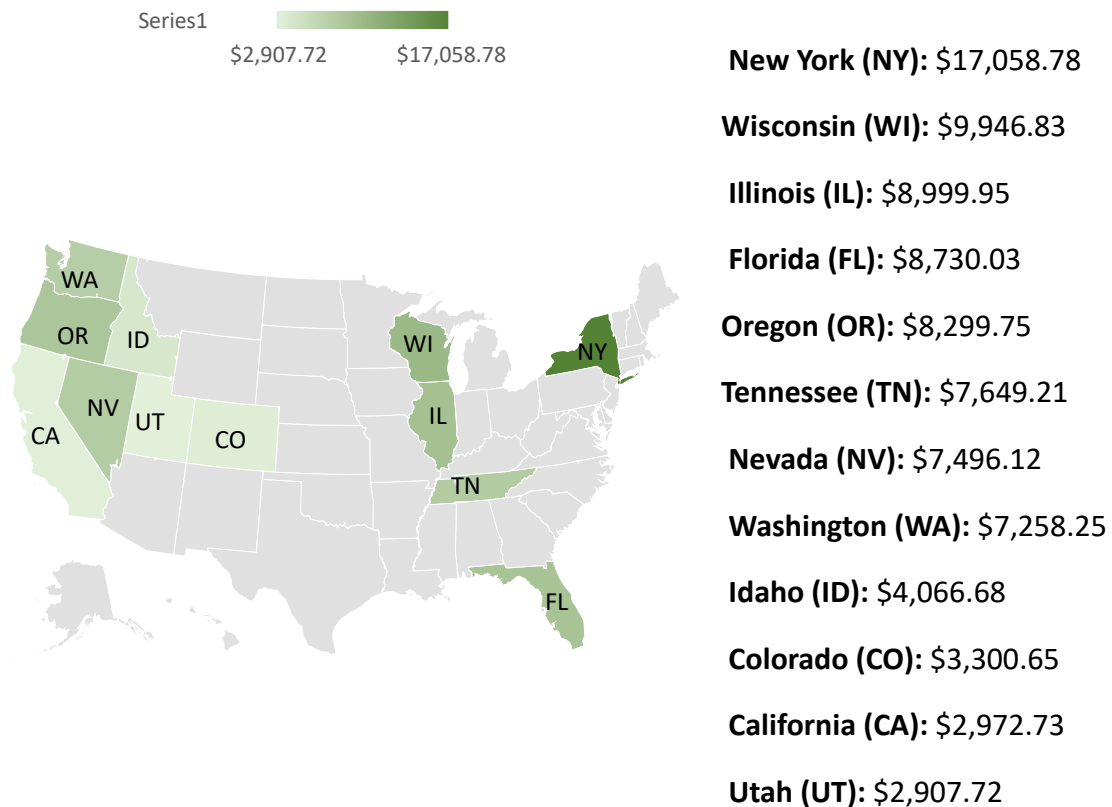 Series1
$2,907.72 $17,058.78
New York (NY): $17,058.78
Wisconsin (WI): $9,946.83
Illinois (IL): $8,999.95
Florida (FL): $8,730.03
Oregon (OR): $8,299.75
Tennessee (TN): $7,649.21
Nevada (NV): $7,496.12
Washington (WA): $7,258.25
Idaho (ID): $4,066.68
Colorado (CO): $3,300.65
California (CA): $2,972.73
Utah (UT): $2,907.72
WA
OR
ID
WI
NY
NV
UT
CA
CO
IL
TN
FL